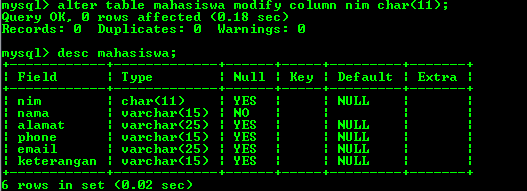 mysql> alter table mahasiswa modify column nim char(11);
Query OK, 0 rows affected (0.18 sec)
Records: 0  Duplicates: 0  Warnings: 0
mysql> desc mahasiswa;
+------------+-------------+------+-----+---------+-------+
| Field      | Type        | Null | Key | Default | Extra |
+------------+-------------+------+-----+---------+-------+
| nim        | char(11)    | YES  |     | NULL    |       |
| nama       | varchar(15) | NO   |     |         |       |
| alamat     | varchar(25) | YES  |     | NULL    |       |
| phone      | varchar(15) | YES  |     | NULL    |       |
| email      | varchar(25) | YES  |     | NULL    |       |
| keterangan | varchar(15) | YES  |     | NULL    |       |
+------------+-------------+------+-----+---------+-------+
6 rows in set (0.02 sec)